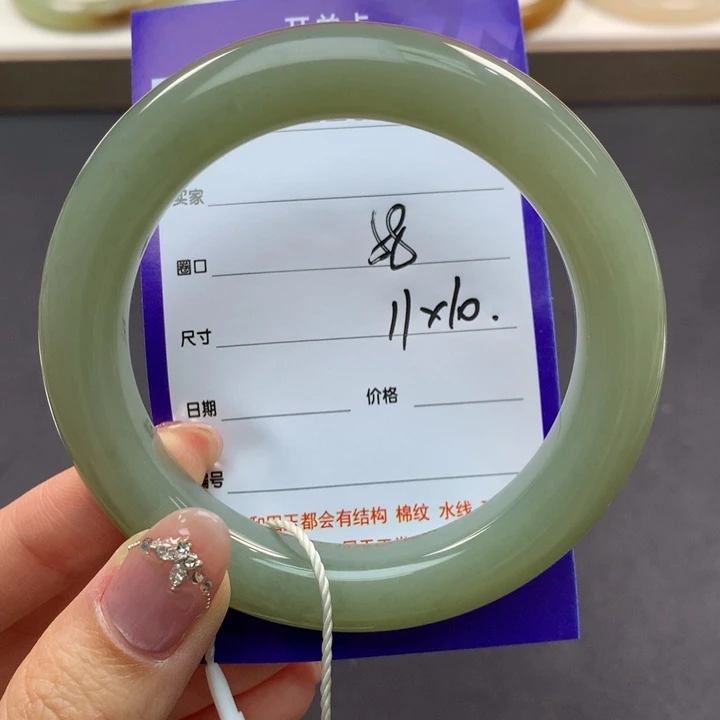 开单卡
买家
圈口
尺寸 11x10.
日期 价格
编号
和田玉都会有结构 棉纹 水线